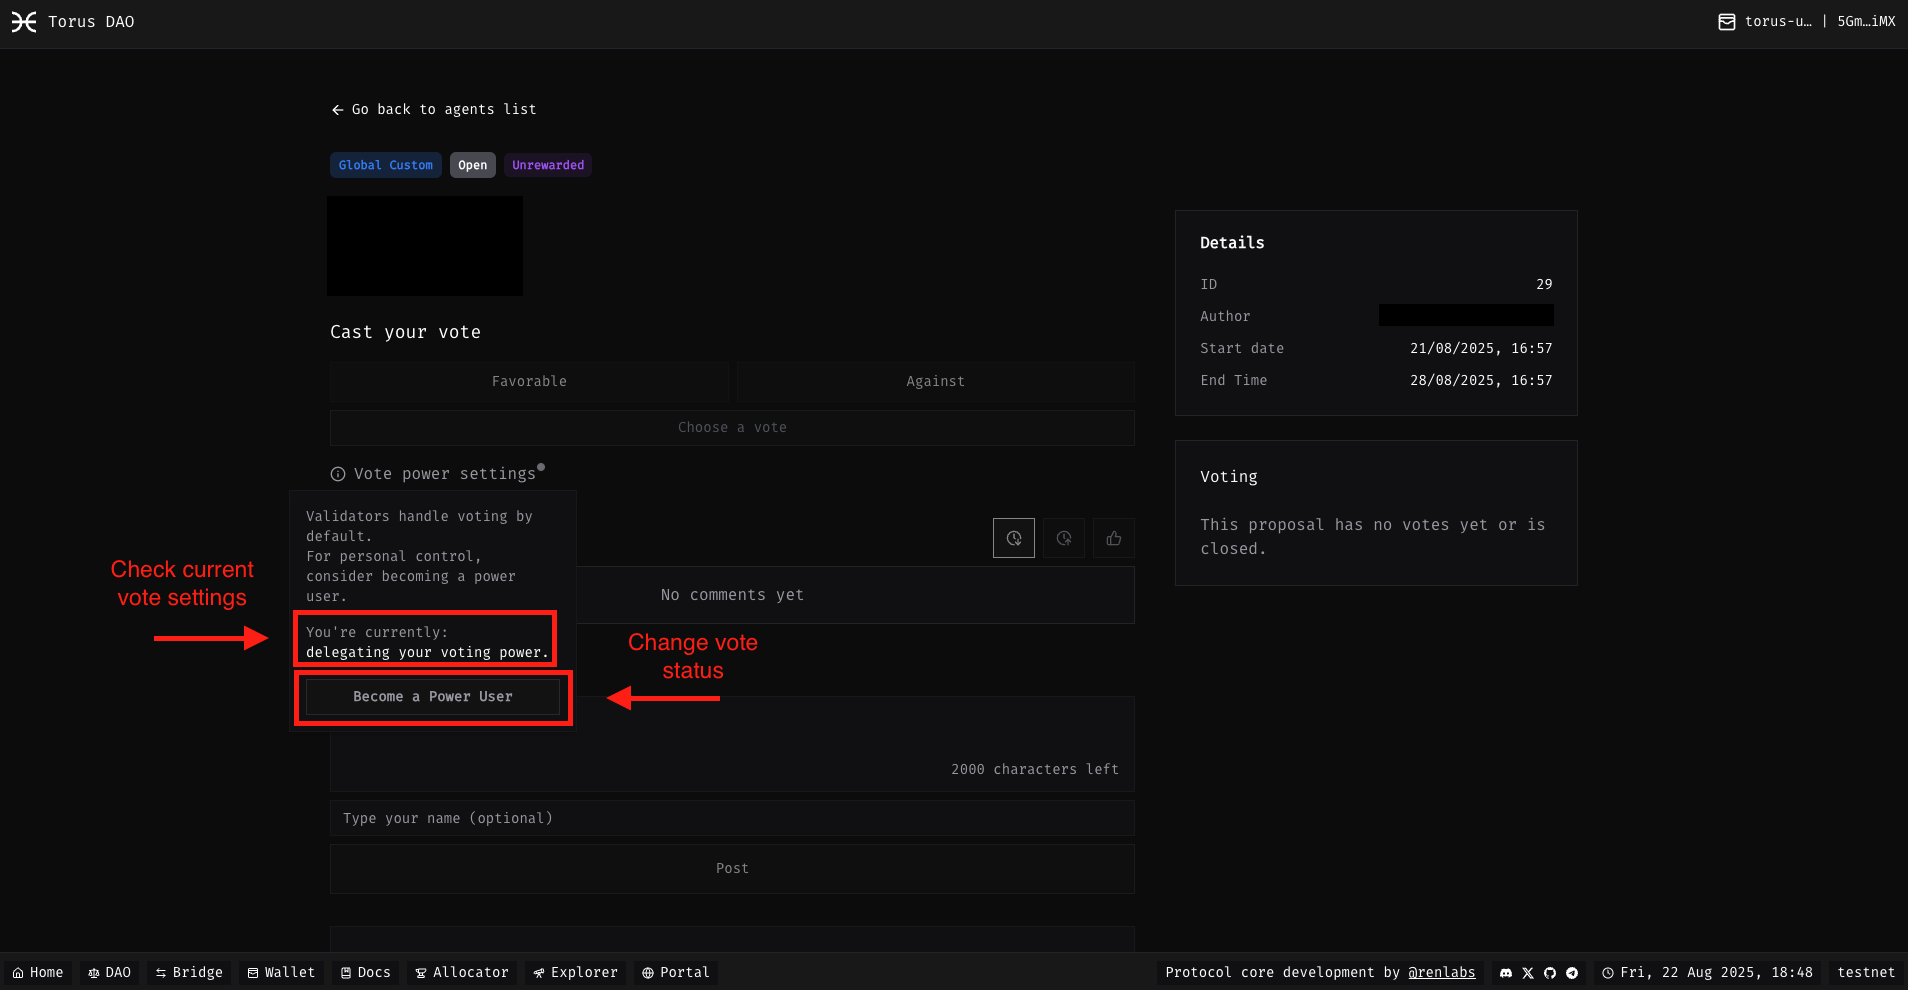 Torus DAO
torus-u… | 5Gm…iMX
Go back to agents list
Global Custom
Open
Unrewarded
Cast your vote
Favorable
Against
Choose a vote
Vote power settings
Validators handle voting by
default.
For personal control,
consider becoming a power
user.
You're currently:
delegating your voting power.
Become a Power User
Check current
vote settings
Change vote
status
No comments yet
2000 characters left
Type your name (optional)
Post
Details
ID 29
Author
Start date 21/08/2025, 16:57
End Time 28/08/2025, 16:57
Voting
This proposal has no votes yet or is
closed.
Home
DAO
Bridge
Wallet
Docs
Allocator
Explorer
Portal
Protocol core development by @renlabs
Fri, 22 Aug 2025, 18:48
testnet